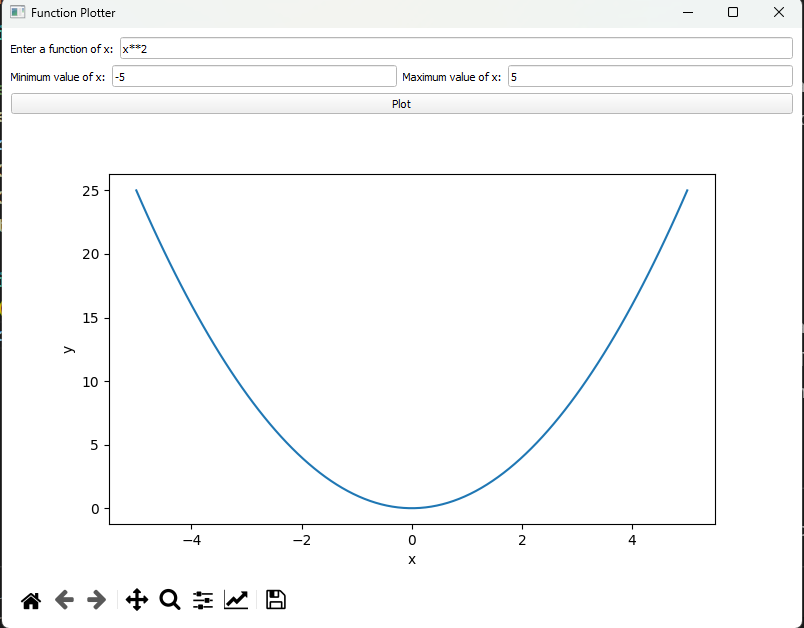 Function Plotter
Enter a function of x: x**2
Minimum value of x: -5 Maximum value of x: 5
Plot
25
20
15
10
5
0
y
−4 −2 0 2 4
x